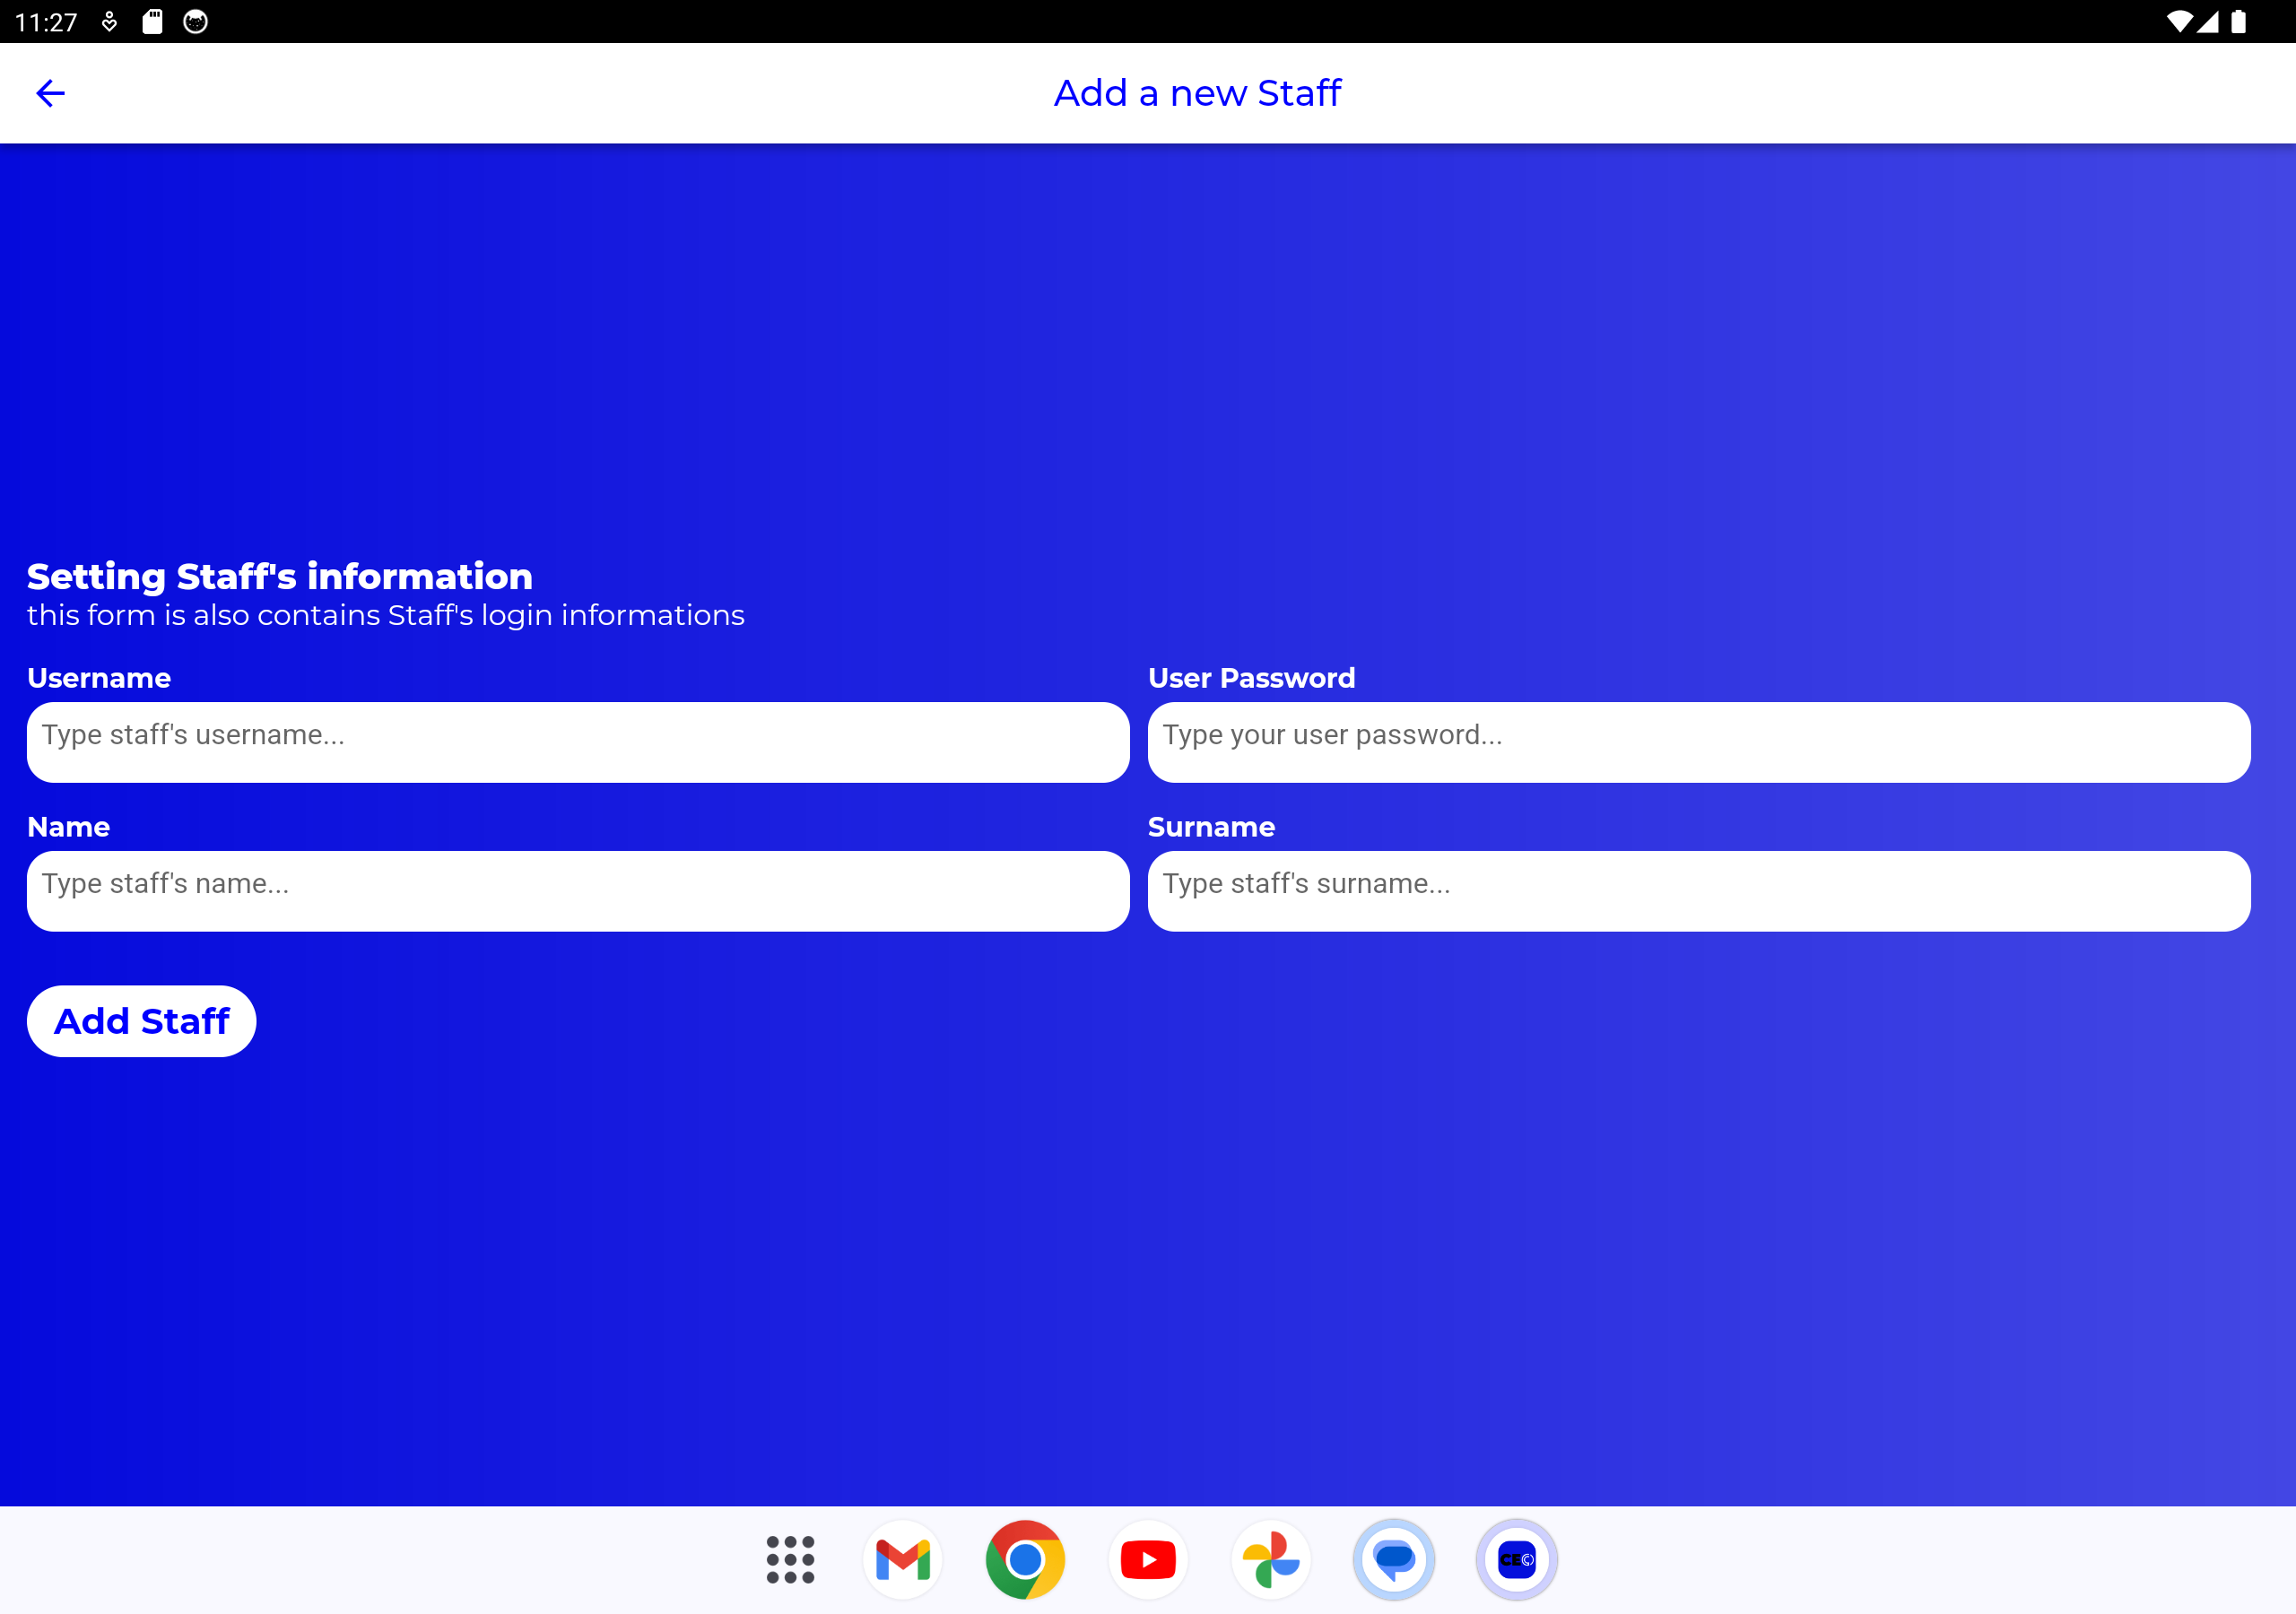 11:27
Add a new Staff
Setting Staff's information
this form is also contains Staff's login informations
Username
User Password
Type staff's username...
Type your user password...
Name
Surname
Type staff's name...
Type staff's surname...
Add Staff